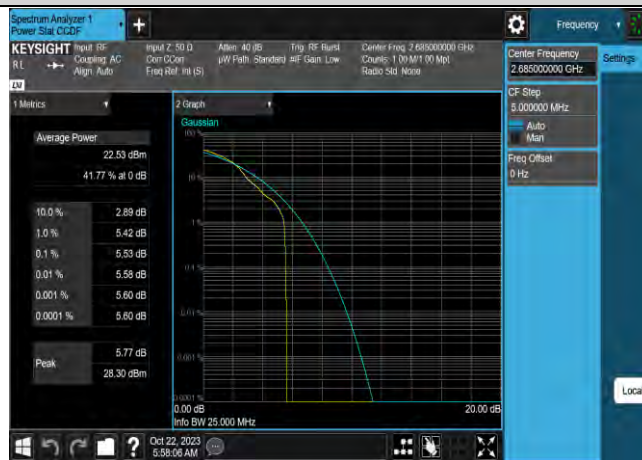 Spectrum Analyzer 1
Power Stat CCDF
Frequency
KEYSIGHT
RL
Input: RF
Coupling: AC
Align: Auto
Input Z: 50 Ω
Corr CCorr
Freq Ref: Int (S)
Atten: 40 dB
µW Path: Standard
Trig: RF Burst
#IF Gain: Low
Center Freq: 2.685000000 GHz
Counts: 1.00 M/1.00 Mpt
Radio Std: None
LXI
Center Frequency
2.685000000 GHz
Settings
CF Step
5.000000 MHz
Auto
Man
Freq Offset
0 Hz
Local
1 Metrics
Average Power
22.53 dBm
41.77 % at 0 dB
10.0 % 2.89 dB
1.0 % 5.42 dB
0.1 % 5.53 dB
0.01 % 5.58 dB
0.001 % 5.60 dB
0.0001 % 5.60 dB
Peak
5.77 dB
28.30 dBm
2 Graph
Gaussian
100 %
10 %
1 %
0.1 %
0.01 %
0.001 %
0.0001 %
0.00 dB
20.00 dB
Info BW 25.000 MHz
?
Oct 22, 2023
5:58:06 AM